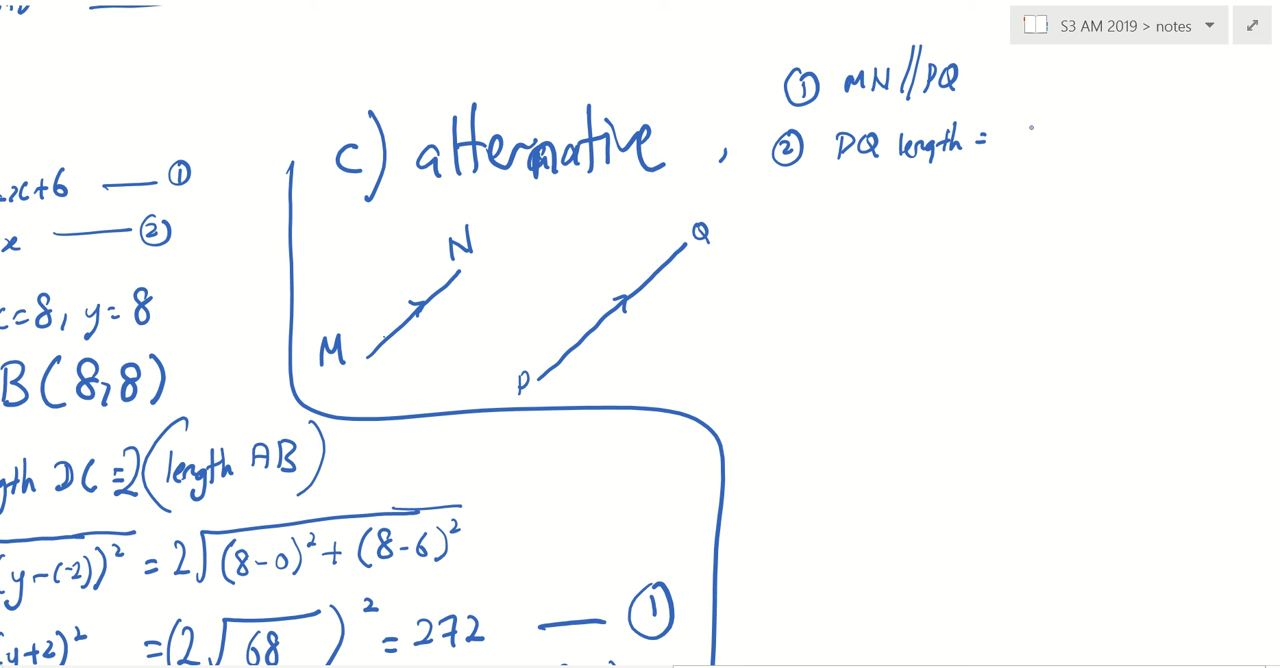 S3 AM 2019 > notes
① MN // PQ
c) alternative , ② PQ length =
x+6 —— ①
x —— ②
N
Q
M
P
=8, y=8
B(8,8)
gth DC = 2(length AB)
(y-(-2))² = 2√(8-0)² + (8-6)²
(y+2)² = (2√68)² = 272 —— ①